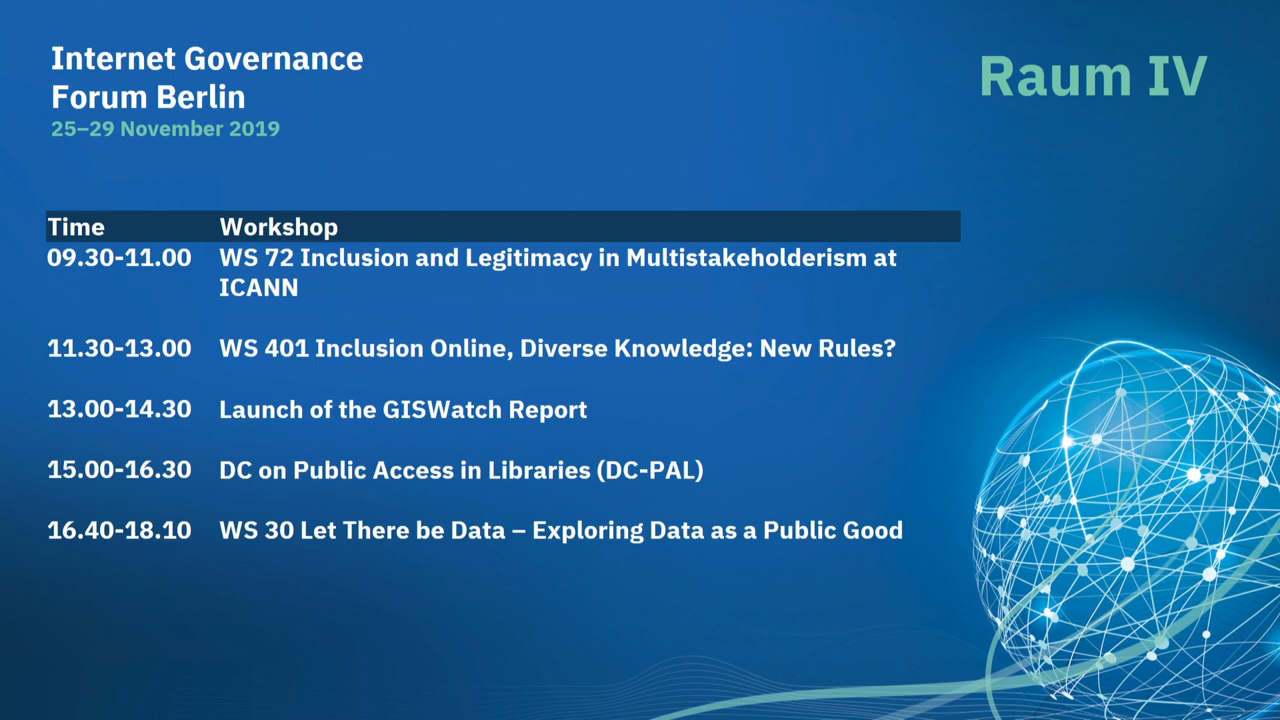 Internet Governance
Forum Berlin
25–29 November 2019
Raum IV
Time Workshop
09.30-11.00 WS 72 Inclusion and Legitimacy in Multistakeholderism at
ICANN
11.30-13.00 WS 401 Inclusion Online, Diverse Knowledge: New Rules?
13.00-14.30 Launch of the GISWatch Report
15.00-16.30 DC on Public Access in Libraries (DC-PAL)
16.40-18.10 WS 30 Let There be Data – Exploring Data as a Public Good